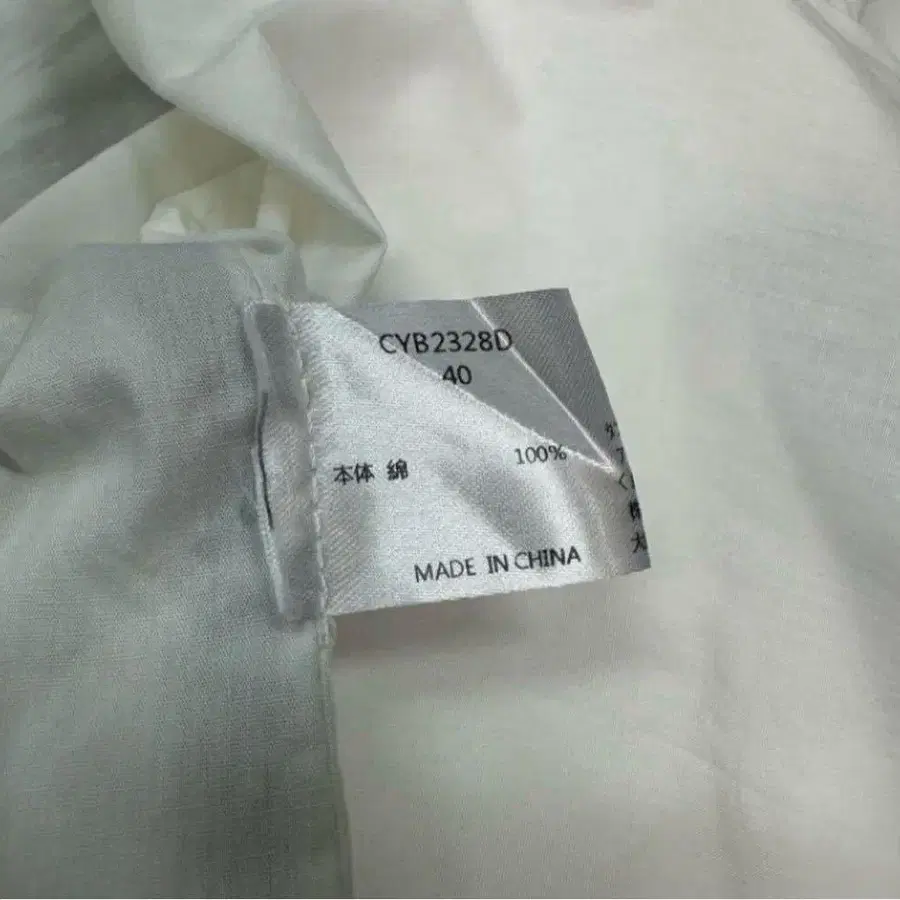 CYB2328D
40
本体 綿 100%
MADE IN CHINA